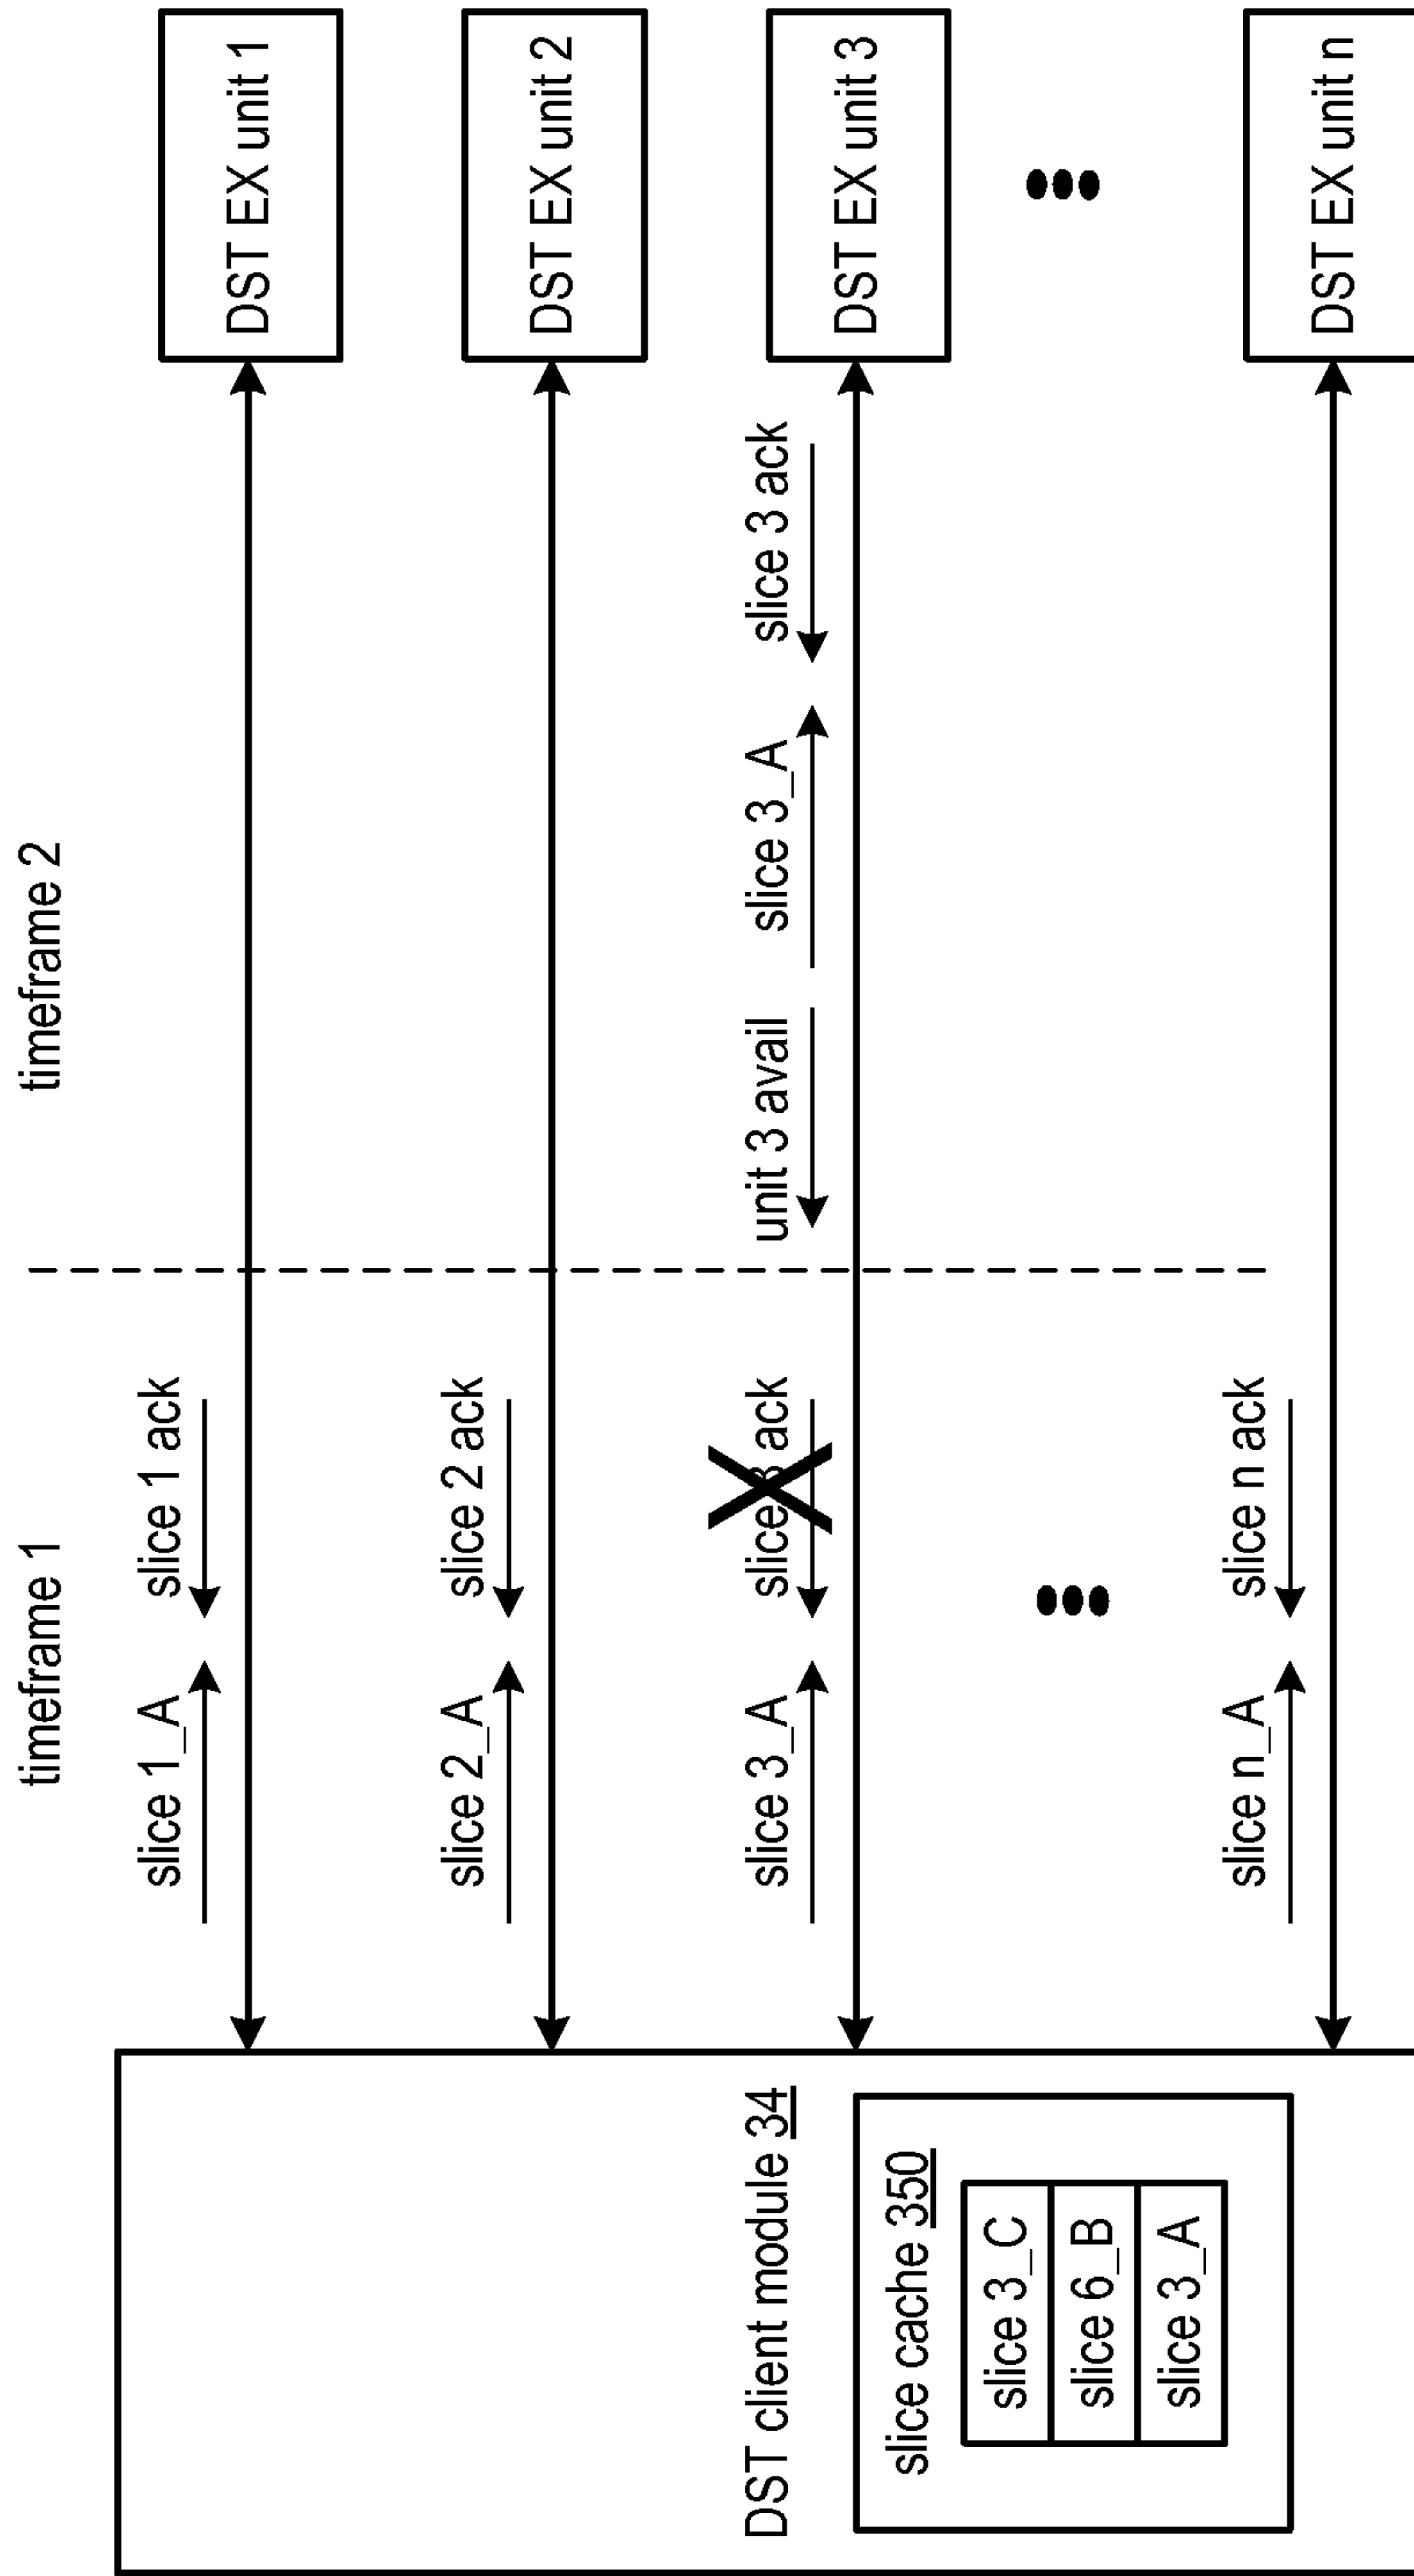 timeframe 1
timeframe 2
slice 1_A
slice 1 ack
DST EX unit 1
slice 2_A
slice 2 ack
DST EX unit 2
DST client module 34
slice 3_A
slice 3 ack
unit 3 avail
slice 3_A
slice 3 ack
DST EX unit 3
slice cache 350
slice 3_C
slice 6_B
slice 3_A
slice n_A
slice n ack
DST EX unit n